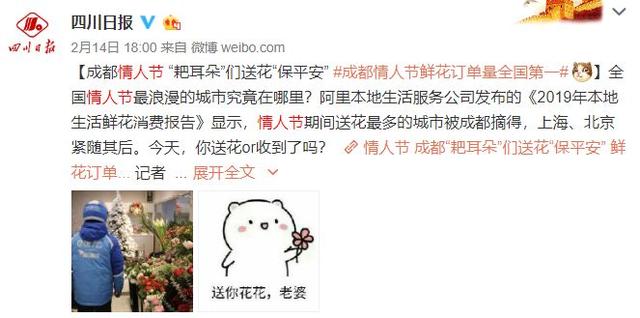 四川日报
四川日报
2月14日 18:00 来自 微博 weibo.com
【成都情人节 “耙耳朵”们送花“保平安” #成都情人节鲜花订单量全国第一# 】全
国情人节最浪漫的城市究竟在哪里？阿里本地生活服务公司发布的《2019年本地
生活鲜花消费报告》显示，情人节期间送花最多的城市被成都摘得，上海、北京
紧随其后。今天，你送花or收到了吗？ 情人节 成都“耙耳朵”们送花“保平安” 鲜
花订单... 记者 ... 展开全文
送你花花，老婆